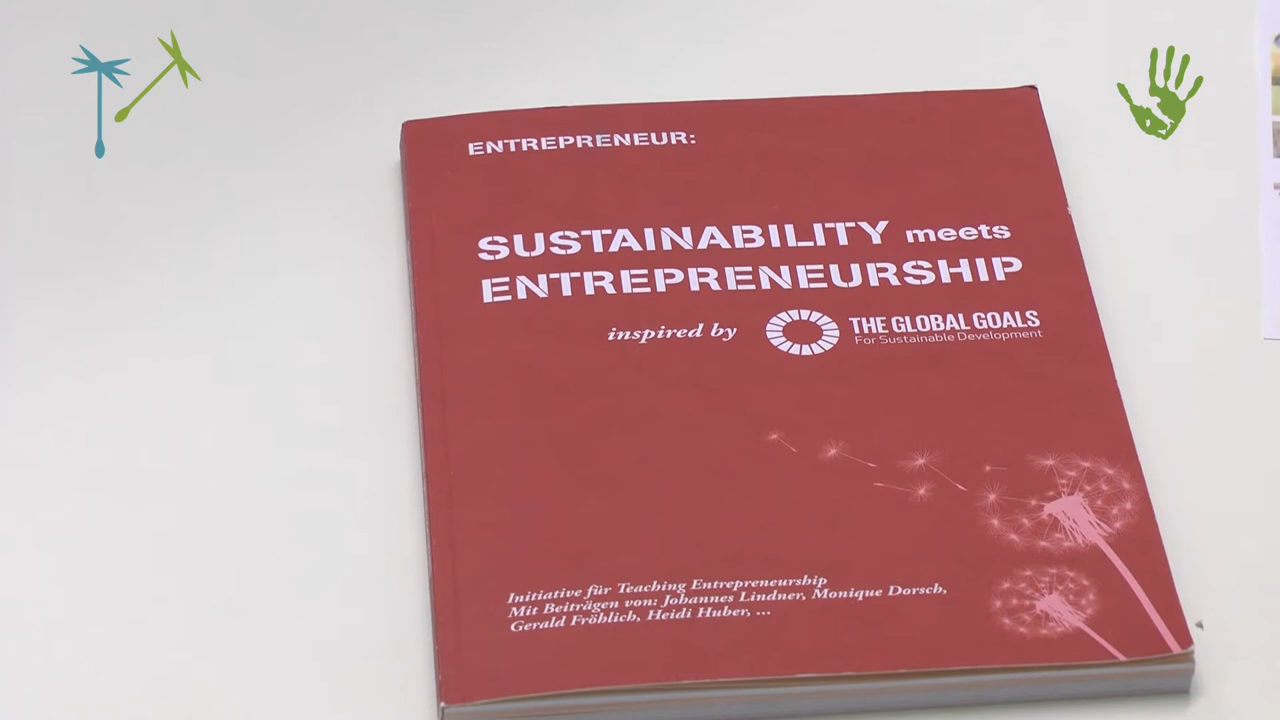 ENTREPRENEUR:
SUSTAINABILITY meets
ENTREPRENEURSHIP
inspired by
THE GLOBAL GOALS
For Sustainable Development
Initiative für Teaching Entrepreneurship
Mit Beiträgen von: Johannes Lindner, Monique Dorsch,
Gerald Fröhlich, Heidi Huber, ...